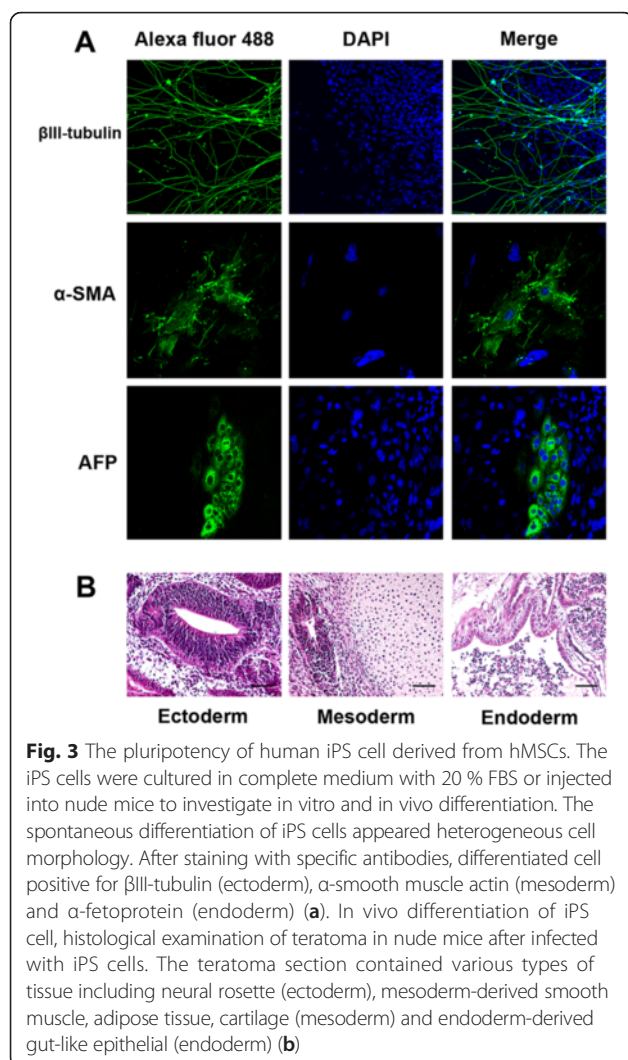 A
Alexa fluor 488
DAPI
Merge
βIII-tubulin
α-SMA
AFP
B
Ectoderm
Mesoderm
Endoderm
Fig. 3 The pluripotency of human iPS cell derived from hMSCs. The
iPS cells were cultured in complete medium with 20 % FBS or injected
into nude mice to investigate in vitro and in vivo differentiation. The
spontaneous differentiation of iPS cells appeared heterogeneous cell
morphology. After staining with specific antibodies, differentiated cell
positive for βIII-tubulin (ectoderm), α-smooth muscle actin (mesoderm)
and α-fetoprotein (endoderm) (a). In vivo differentiation of iPS
cell, histological examination of teratoma in nude mice after infected
with iPS cells. The teratoma section contained various types of
tissue including neural rosette (ectoderm), mesoderm-derived smooth
muscle, adipose tissue, cartilage (mesoderm) and endoderm-derived
gut-like epithelial (endoderm) (b)